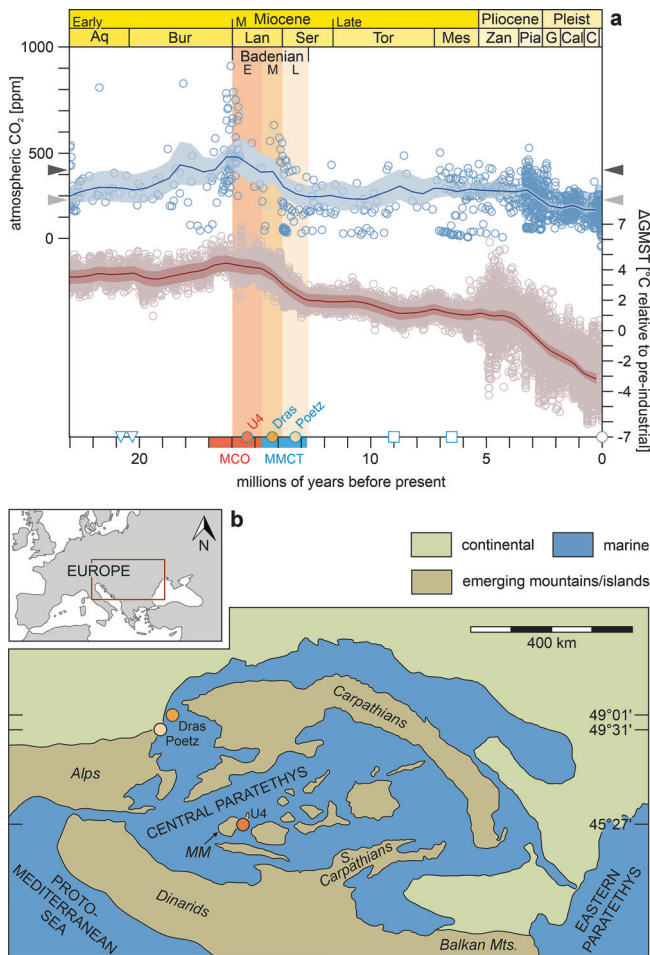 a
Early M Miocene Late Pliocene Pleist
Aq Bur Lan Ser Tor Mes Zan Pia G Cal C
Badenian
E M L
1000
500
0
atmospheric CO2 [ppm]
7
4
2
0
-2
-4
-7
ΔGMST [°C relative to pre-industrial]
U4
Dras
Poetz
MCO MMCT
20 10 5 0
millions of years before present
b
N
EUROPE
continental marine
emerging mountains/islands
400 km
Carpathians
Dras
Poetz
49°01'
49°31'
Alps
CENTRAL PARATETHYS
U4
45°27'
MM
S. Carpathians
PROTO-
MEDITERRANEAN
SEA
Dinarids
Balkan Mts.
EASTERN
PARATETHYS